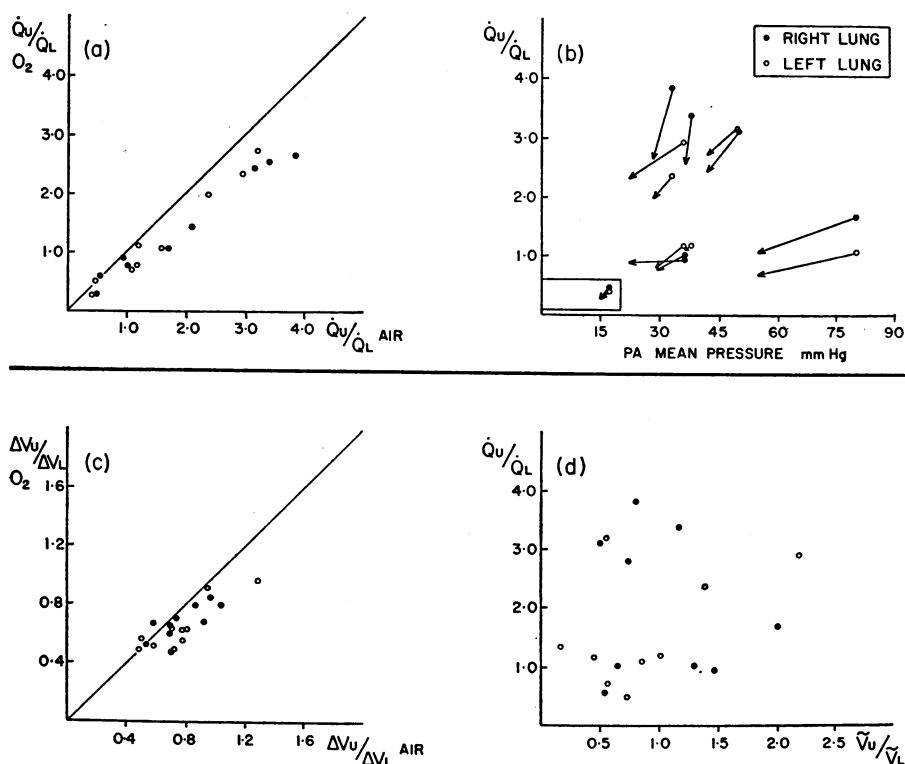 Q̇U/Q̇L
O2
(a)
4·0
3·0
2·0
1·0
1·0 2·0 3·0 4·0
Q̇U/Q̇L AIR
Q̇U/Q̇L
(b)
● RIGHT LUNG
○ LEFT LUNG
4·0
3·0
2·0
1·0
15 30 45 60 75 90
PA MEAN PRESSURE mm Hg
ΔVU/ΔVL
O2
(c)
1·6
1·2
0·8
0·4
0·4 0·8 1·2 1·6
ΔVU/ΔVL AIR
Q̇U/Q̇L
(d)
4·0
3·0
2·0
1·0
0·5 1·0 1·5 2·0 2·5
ṼU/ṼL